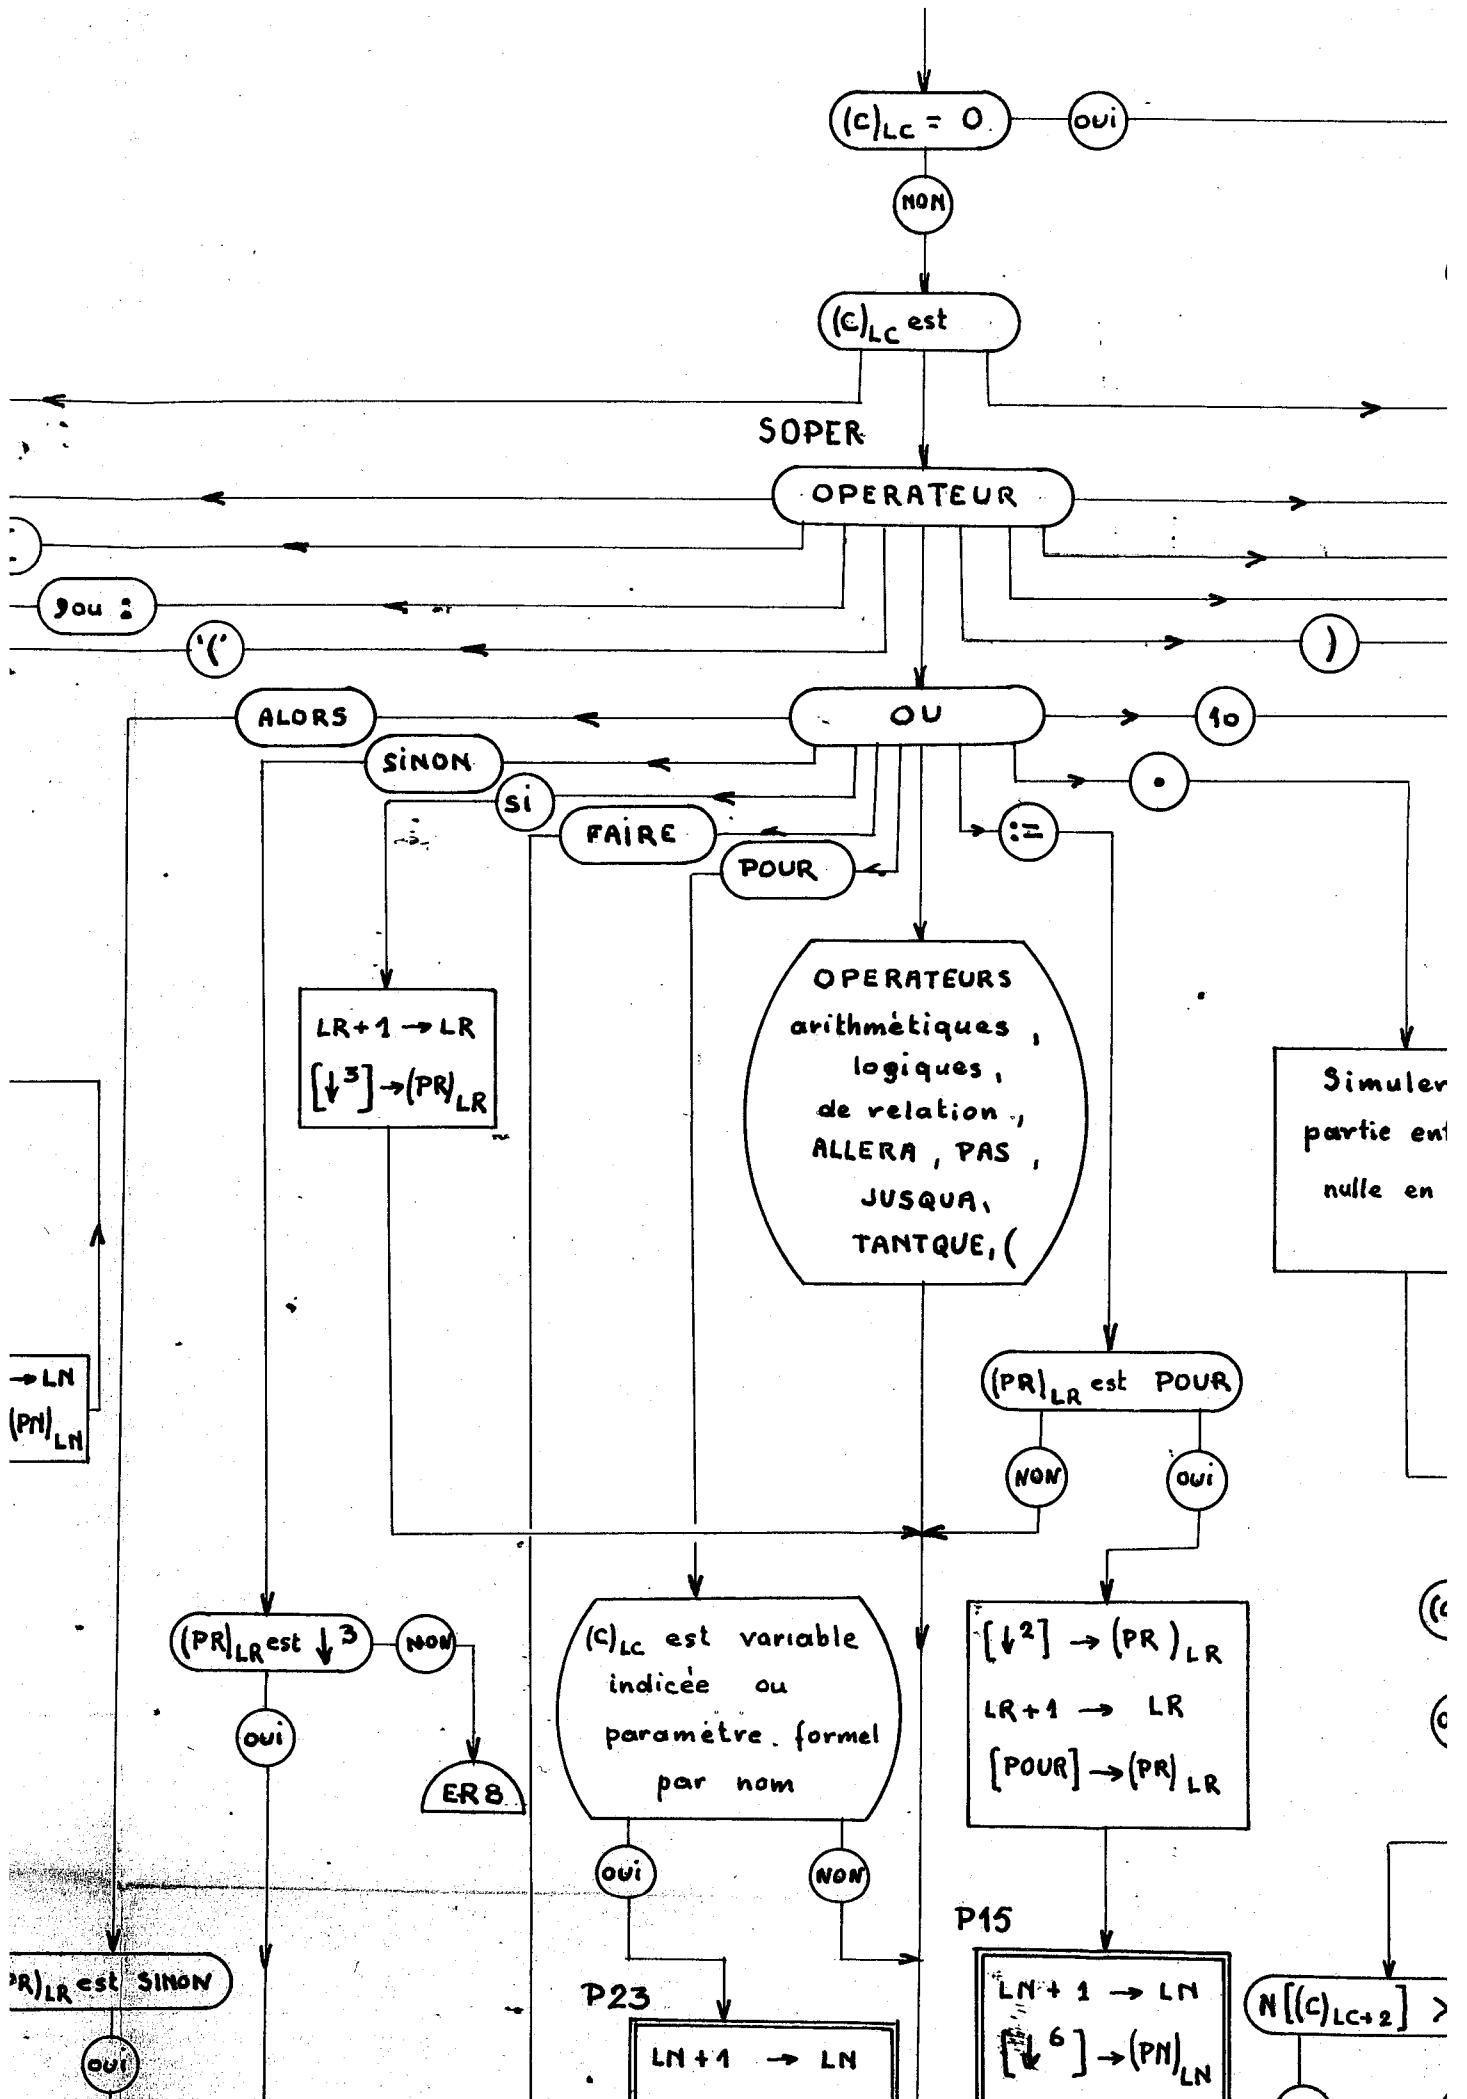 (C)LC = 0
OUI
NON
(C)LC est
SOPER
OPERATEUR
, ou :
'('
)
ALORS
OU
10
SINON
si
.
FAIRE
:=
POUR
OPERATEURS
arithmétiques ,
logiques ,
de relation ,
ALLERA , PAS ,
JUSQUA,
TANTQUE, (
LR+1 → LR
[↓3] → (PR)LR
Simuler
partie ent
nulle en
→ LN
(PN)LN
(PR)LR est POUR
NON
OUI
(PR)LR est ↓3
NON
OUI
ER8
(C)LC est variable
indicée ou
paramètre formel
par nom
OUI
NON
[↓2] → (PR)LR
LR+1 → LR
[POUR] → (PR)LR
P15
LN+1 → LN
[↓6] → (PN)LN
N[(C)LC+2] >
PR)LR est SINON
OUI
P23
LN+1 → LN